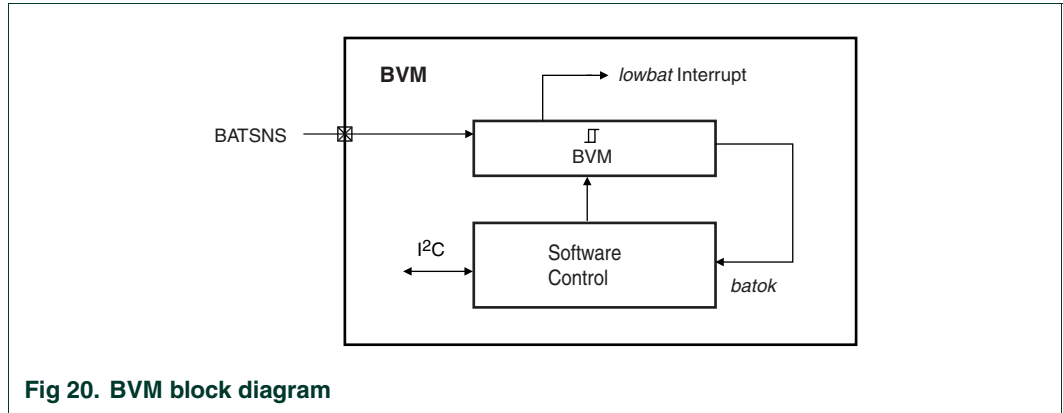 BVM
lowbat Interrupt
BATSNS
BVM
I²C
Software
Control
batok
Fig 20. BVM block diagram